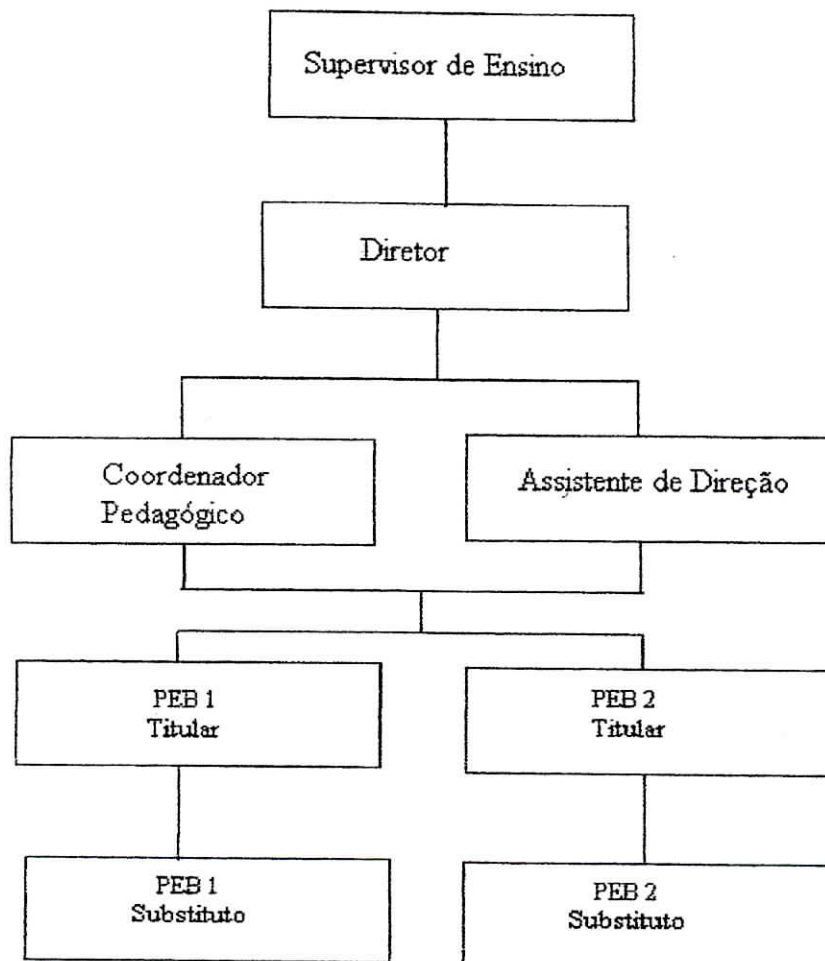 Supervisor de Ensino
Diretor
Coordenador
Pedagógico
Assistente de Direção
PEB 1
Titular
PEB 2
Titular
PEB 1
Substituto
PEB 2
Substituto